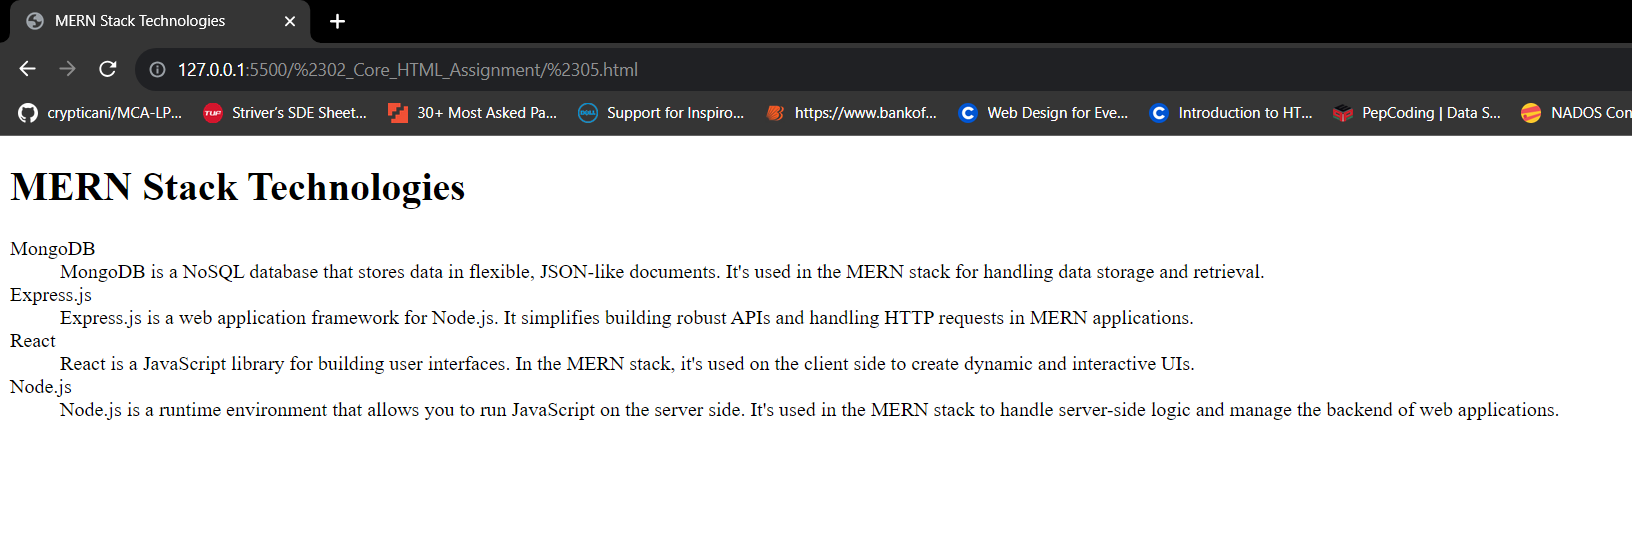 MERN Stack Technologies
127.0.0.1:5500/%2302_Core_HTML_Assignment/%2305.html
crypticani/MCA-LP... TUF Striver's SDE Sheet... 30+ Most Asked Pa... DELL Support for Inspiro... https://www.bankof... C Web Design for Eve... C Introduction to HT... PepCoding | Data S... NADOS Con
MERN Stack Technologies
MongoDB
MongoDB is a NoSQL database that stores data in flexible, JSON-like documents. It's used in the MERN stack for handling data storage and retrieval.
Express.js
Express.js is a web application framework for Node.js. It simplifies building robust APIs and handling HTTP requests in MERN applications.
React
React is a JavaScript library for building user interfaces. In the MERN stack, it's used on the client side to create dynamic and interactive UIs.
Node.js
Node.js is a runtime environment that allows you to run JavaScript on the server side. It's used in the MERN stack to handle server-side logic and manage the backend of web applications.